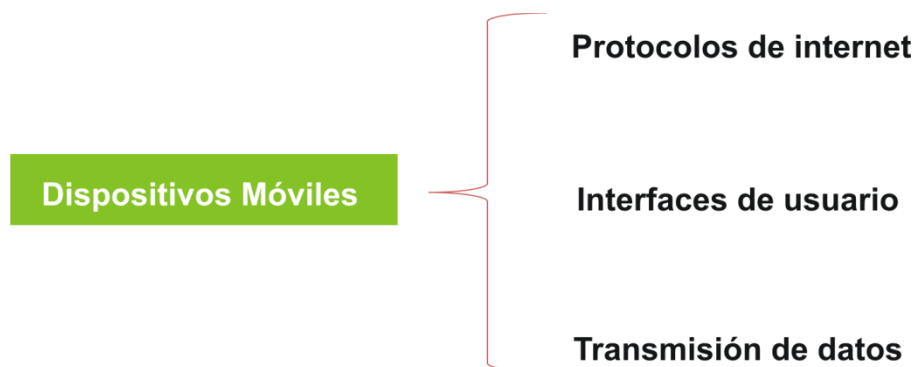 Protocolos de internet
Dispositivos Móviles
Interfaces de usuario
Transmisión de datos